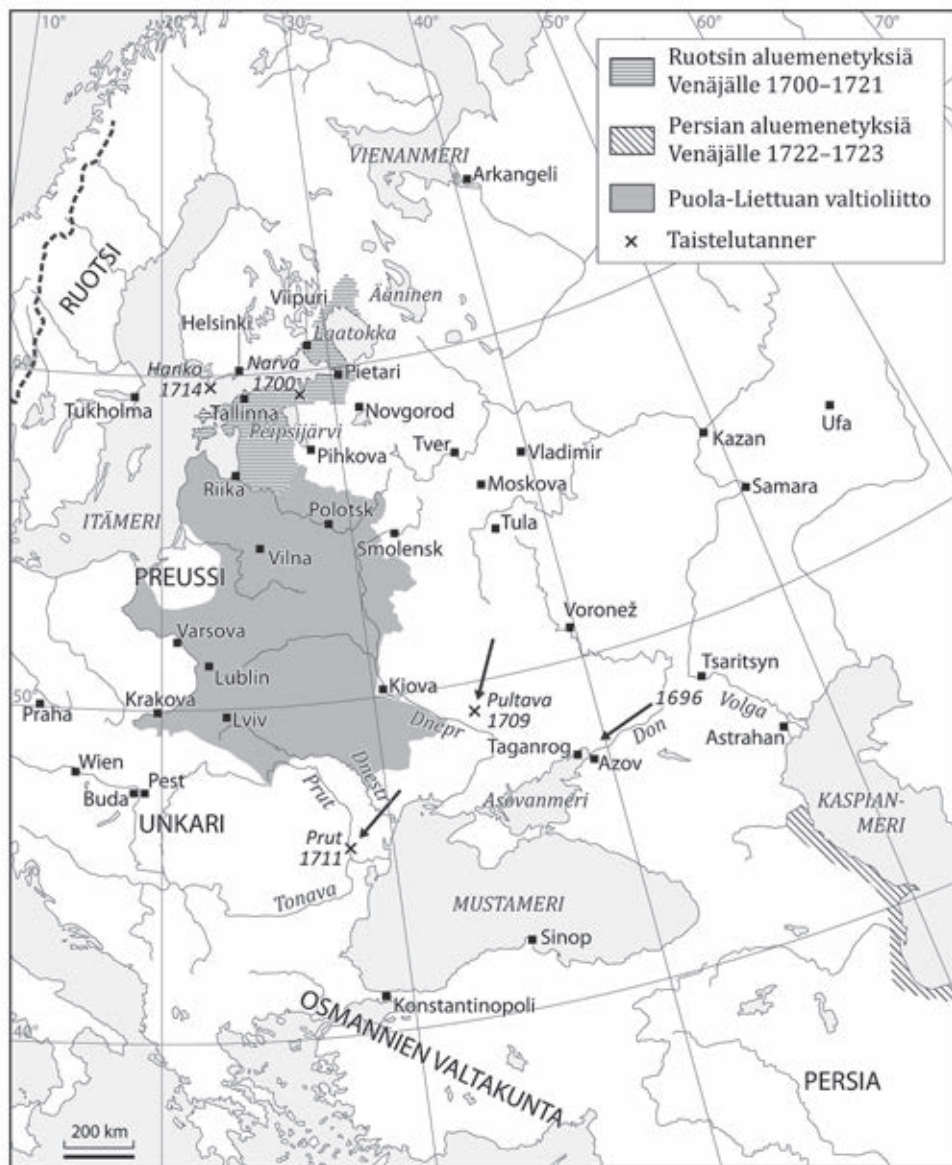 10°
20°
30°
40°
50°
60°
70°
Ruotsin aluemenetyksiä
Venäjälle 1700–1721
Persian aluemenetyksiä
Venäjälle 1722–1723
Puola-Liettuan valtioliitto
× Taistelutanner
VIENANMERI
Arkangeli
RUOTSI
Viipuri
Ääninen
Helsinki
Laatokka
60°
Hanko
1714
Narva
1700
Pietari
Tukholma
Tallinna
Novgorod
Peipsijärvi
Pihkova
Tver
Vladimir
Kazan
Ufa
Riika
Moskova
Samara
ITÄMERI
Polotsk
Tula
Smolensk
Vilna
PREUSSI
Voronež
Varsova
Lublin
Tsaritsyn
50°
Praha
Krakova
Lviv
Kiova
Dnepr
Pultava
1709
1696
Volga
Don
Astrahan
Taganrog
Azov
Wien
Buda
Pest
UNKARI
Prut
Dnestr
Asovanmeri
KASPIAN-
MERI
Prut
1711
Tonava
MUSTAMERI
Sinop
Konstantinopoli
40°
OSMANNIEN VALTAKUNTA
PERSIA
200 km